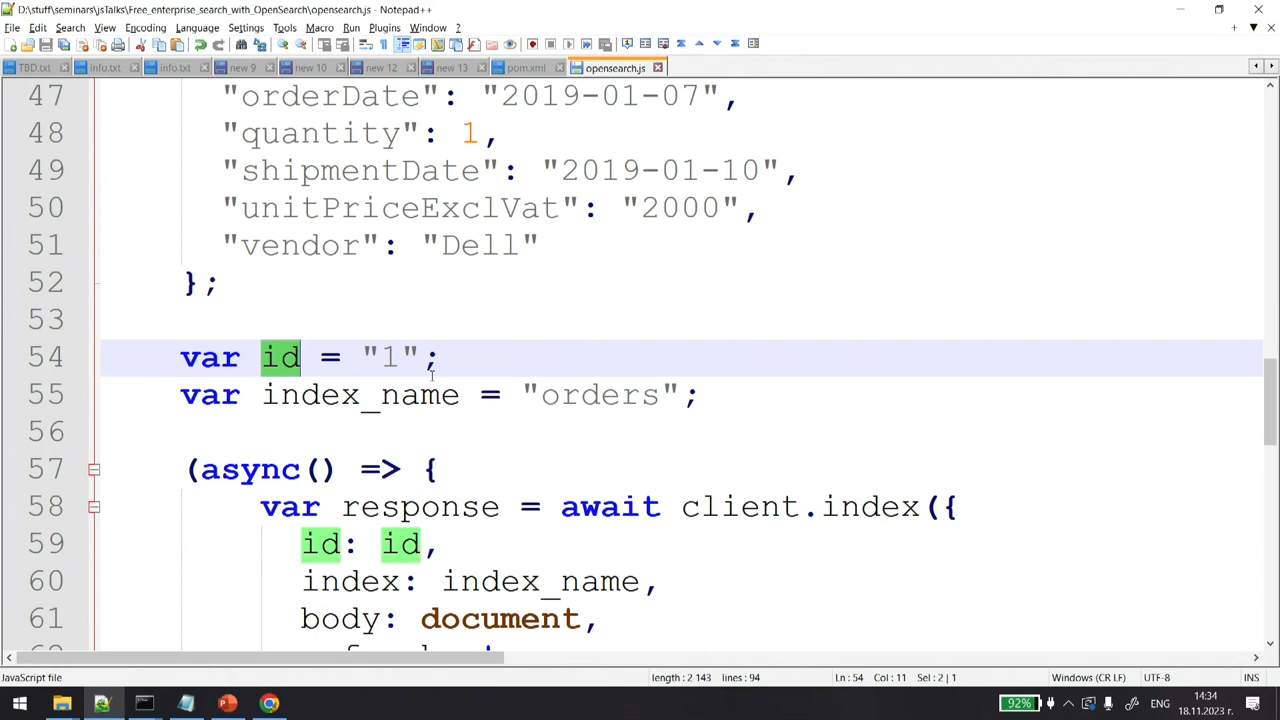 D:\stuff\seminars\jsTalks\Free_enterprise_search_with_OpenSearch\opensearch.js - Notepad++
File Edit Search View Encoding Language Settings Tools Macro Run Plugins Window ?
TBD.txt info.txt info.txt new 9 new 10 new 12 new 13 pom.xml opensearch.js
47 "orderDate": "2019-01-07",
48 "quantity": 1,
49 "shipmentDate": "2019-01-10",
50 "unitPriceExclVat": "2000",
51 "vendor": "Dell"
52 };
53
54 var id = "1";
55 var index_name = "orders";
56
57 (async() => {
58 var response = await client.index({
59 id: id,
60 index: index_name,
61 body: document,
JavaScript file length : 2 143 lines : 94 Ln : 54 Col : 11 Sel : 2 | 1 Windows (CR LF) UTF-8 INS
92% ENG 14:34
18.11.2023 г.